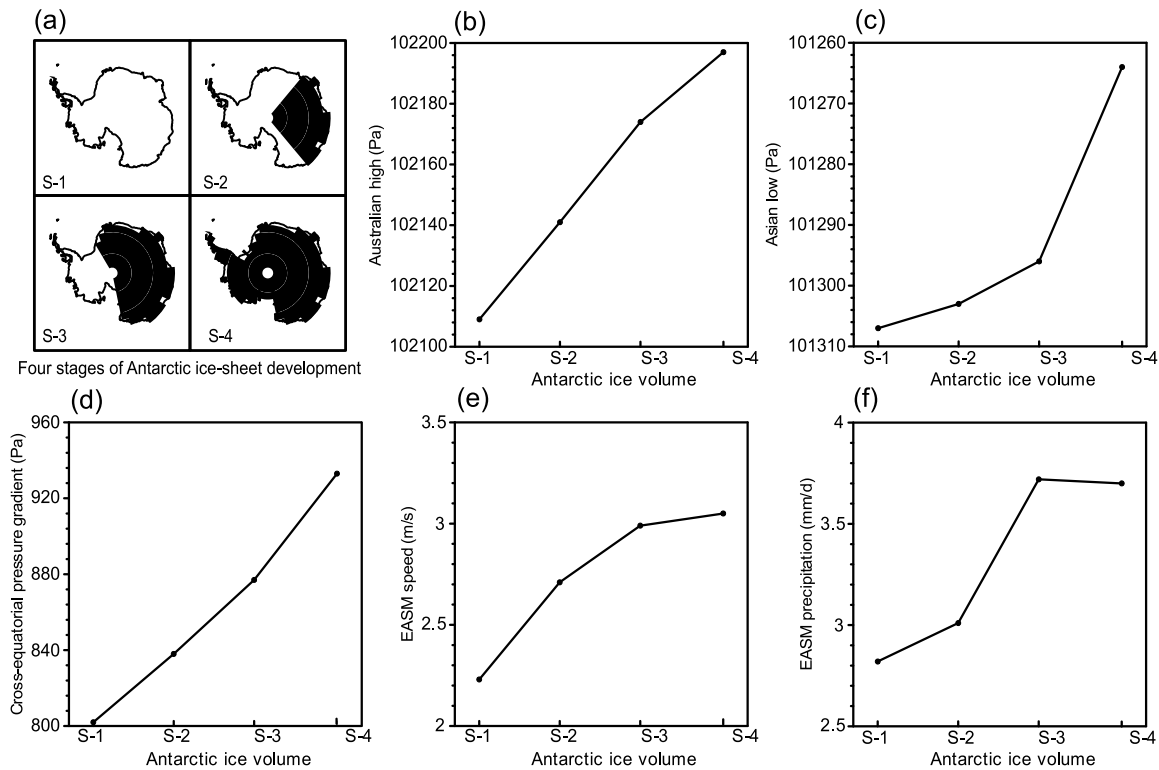 (a)
S-1
S-2
S-3
S-4
Four stages of Antarctic ice-sheet development
(b)
Australian high (Pa)
102200
102180
102160
102140
102120
102100
S-1
S-2
S-3
S-4
Antarctic ice volume
(c)
Asian low (Pa)
101260
101270
101280
101290
101300
101310
S-1
S-2
S-3
S-4
Antarctic ice volume
(d)
Cross-equatorial pressure gradient (Pa)
960
920
880
840
800
S-1
S-2
S-3
S-4
Antarctic ice volume
(e)
EASM speed (m/s)
3.5
3
2.5
2
S-1
S-2
S-3
S-4
Antarctic ice volume
(f)
EASM precipitation (mm/d)
4
3.5
3
2.5
S-1
S-2
S-3
S-4
Antarctic ice volume